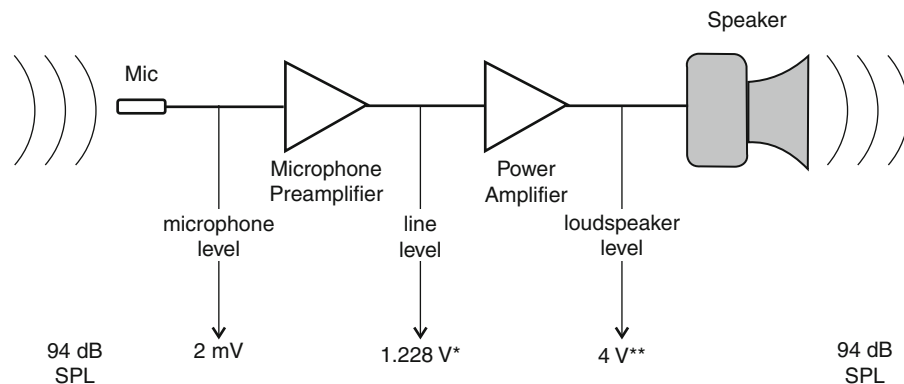 Speaker
Mic
Microphone
Preamplifier
Power
Amplifier
microphone
level
line
level
loudspeaker
level
94 dB
SPL
2 mV
1.228 V*
4 V**
94 dB
SPL